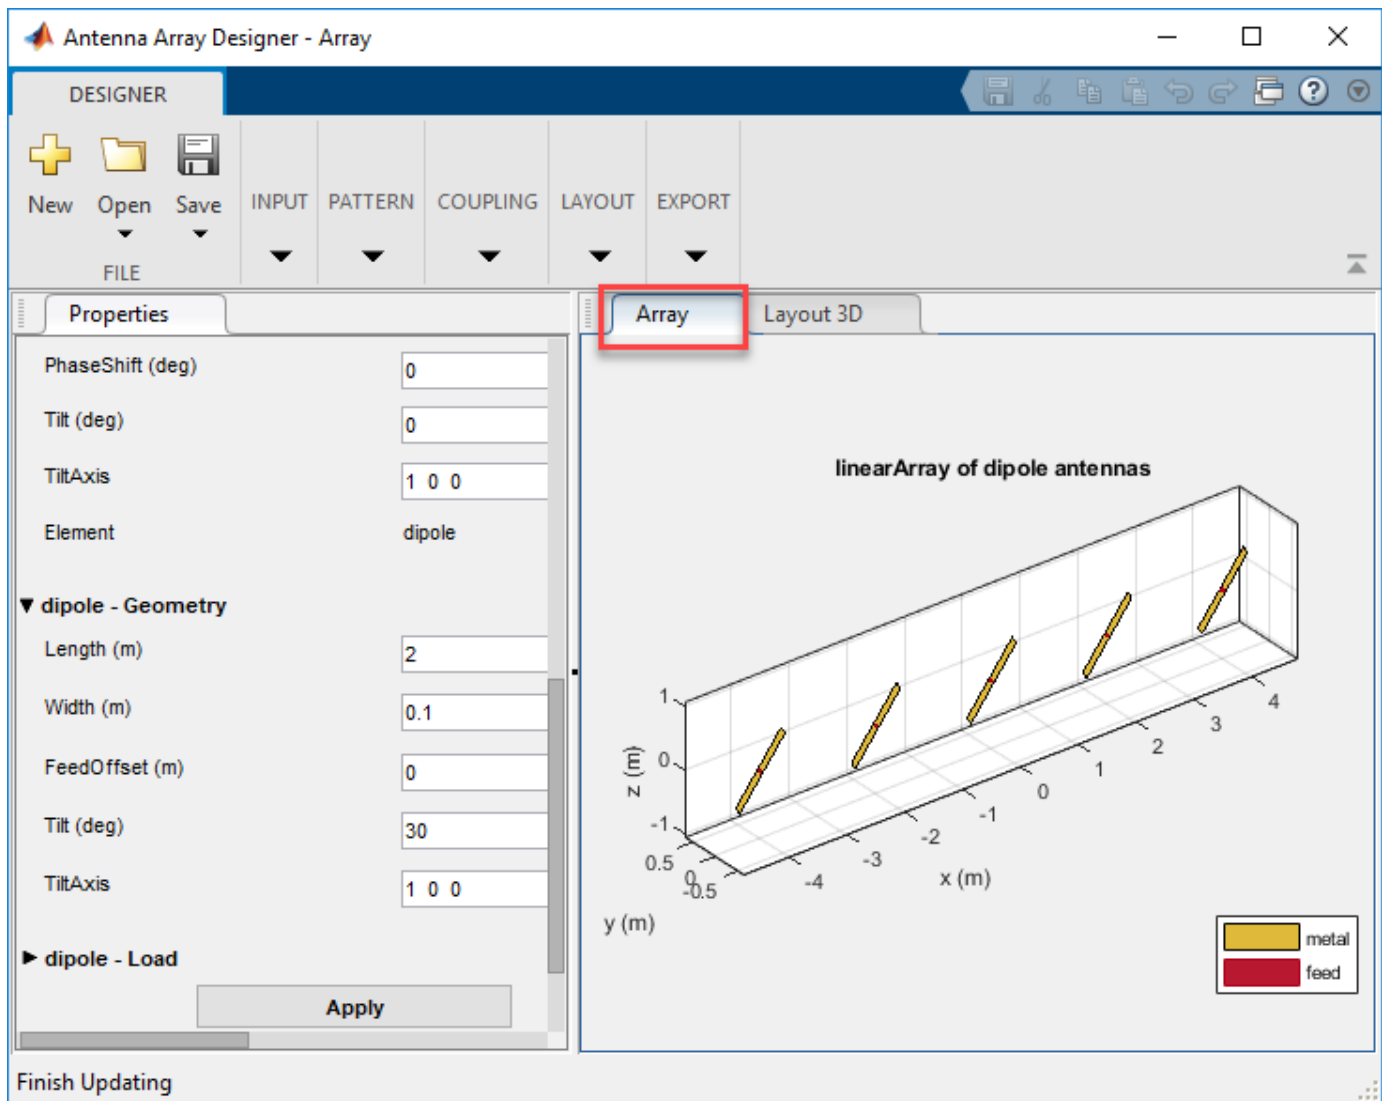 Antenna Array Designer - Array
DESIGNER
New Open Save
FILE
INPUT PATTERN COUPLING LAYOUT EXPORT
Properties
PhaseShift (deg) 0
Tilt (deg) 0
TiltAxis 1 0 0
Element dipole
dipole - Geometry
Length (m) 2
Width (m) 0.1
FeedOffset (m) 0
Tilt (deg) 30
TiltAxis 1 0 0
dipole - Load
Apply
Array Layout 3D
linearArray of dipole antennas
1
0
-1
z (m)
0.5
0
-0.5
y (m)
-4
-3
-2
-1
0
1
2
3
4
x (m)
metal
feed
Finish Updating